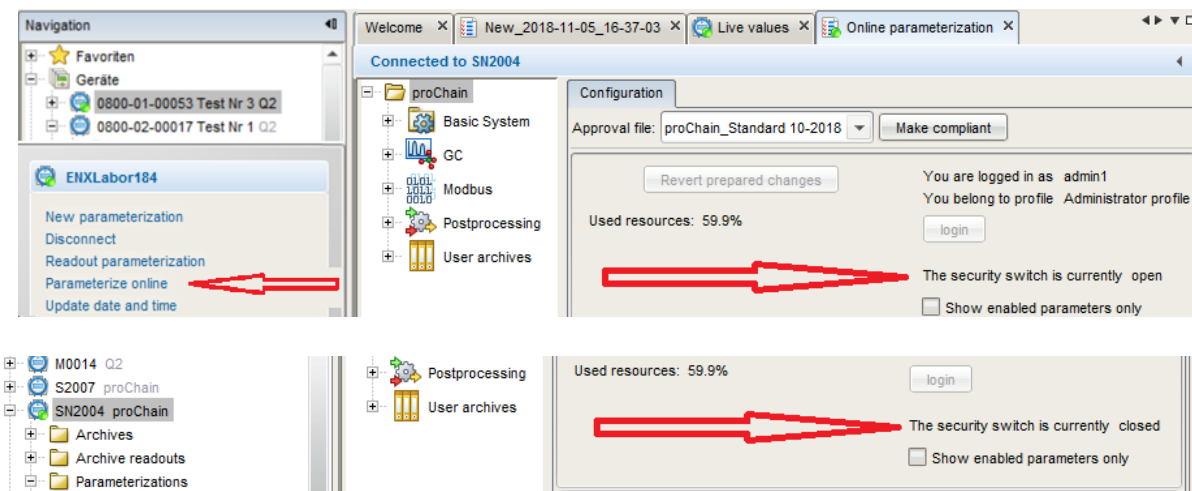 Navigation
Favoriten
Geräte
0800-01-00053 Test Nr 3 Q2
0800-02-00017 Test Nr 1 Q2
ENXLabor184
New parameterization
Disconnect
Readout parameterization
Parameterize online
Update date and time
Welcome
New_2018-11-05_16-37-03
Live values
Online parameterization
Connected to SN2004
proChain
Basic System
GC
Modbus
Postprocessing
User archives
Configuration
Approval file: proChain_Standard 10-2018 Make compliant
Revert prepared changes
Used resources: 59.9%
You are logged in as admin1
You belong to profile Administrator profile
login
The security switch is currently open
Show enabled parameters only
M0014 Q2
S2007 proChain
SN2004 proChain
Archives
Archive readouts
Parameterizations
Postprocessing
User archives
Used resources: 59.9%
login
The security switch is currently closed
Show enabled parameters only